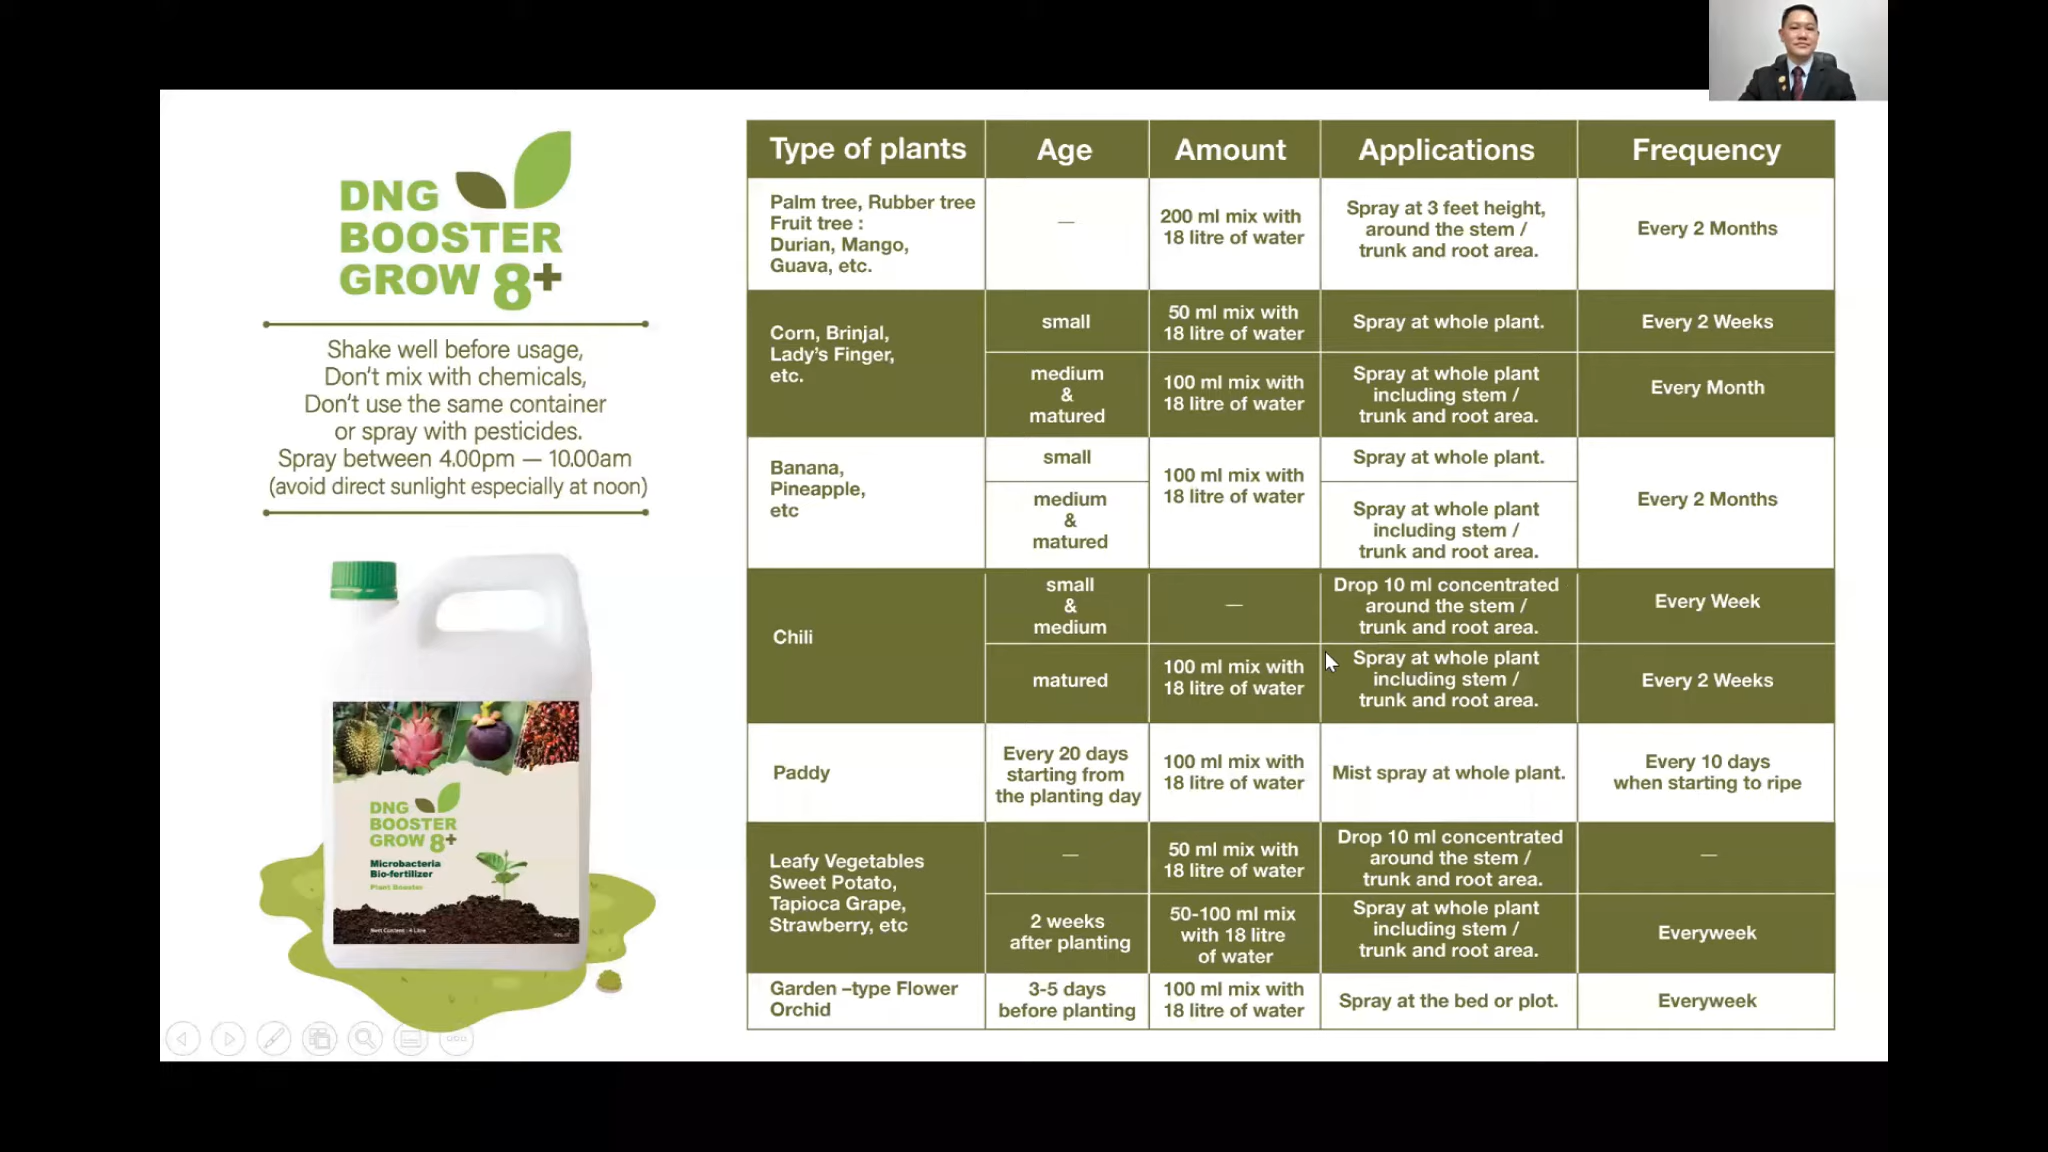 DNG
BOOSTER
GROW 8+
Shake well before usage,
Don't mix with chemicals,
Don't use the same container
or spray with pesticides.
Spray between 4.00pm — 10.00am
(avoid direct sunlight especially at noon)
DNG
BOOSTER
GROW 8+
Microbacteria
Bio-fertilizer
Plant Booster
Type of plants
Age
Amount
Applications
Frequency
Palm tree, Rubber tree
Fruit tree :
Durian, Mango,
Guava, etc.
—
200 ml mix with
18 litre of water
Spray at 3 feet height,
around the stem /
trunk and root area.
Every 2 Months
Corn, Brinjal,
Lady's Finger,
etc.
small
50 ml mix with
18 litre of water
Spray at whole plant.
Every 2 Weeks
medium
&
matured
100 ml mix with
18 litre of water
Spray at whole plant
including stem /
trunk and root area.
Every Month
Banana,
Pineapple,
etc
small
100 ml mix with
18 litre of water
Spray at whole plant.
Every 2 Months
medium
&
matured
Spray at whole plant
including stem /
trunk and root area.
Chili
small
&
medium
—
Drop 10 ml concentrated
around the stem /
trunk and root area.
Every Week
matured
100 ml mix with
18 litre of water
Spray at whole plant
including stem /
trunk and root area.
Every 2 Weeks
Paddy
Every 20 days
starting from
the planting day
100 ml mix with
18 litre of water
Mist spray at whole plant.
Every 10 days
when starting to ripe
Leafy Vegetables
Sweet Potato,
Tapioca Grape,
Strawberry, etc
—
50 ml mix with
18 litre of water
Drop 10 ml concentrated
around the stem /
trunk and root area.
—
2 weeks
after planting
50-100 ml mix
with 18 litre
of water
Spray at whole plant
including stem /
trunk and root area.
Everyweek
Garden –type Flower
Orchid
3-5 days
before planting
100 ml mix with
18 litre of water
Spray at the bed or plot.
Everyweek